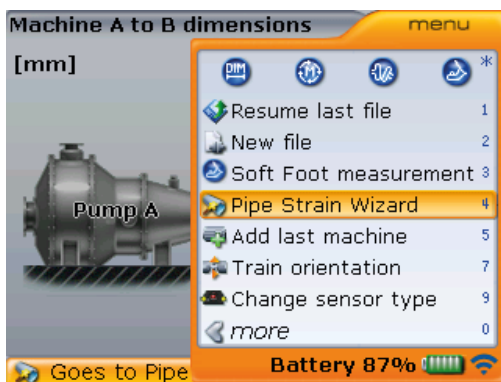 Machine A to B dimensions menu
[mm]
DIM
*
Resume last file 1
New file 2
Soft Foot measurement 3
Pipe Strain Wizard 4
Pump A
Add last machine 5
Train orientation 7
Change sensor type 9
more 0
Goes to Pipe
Battery 87%